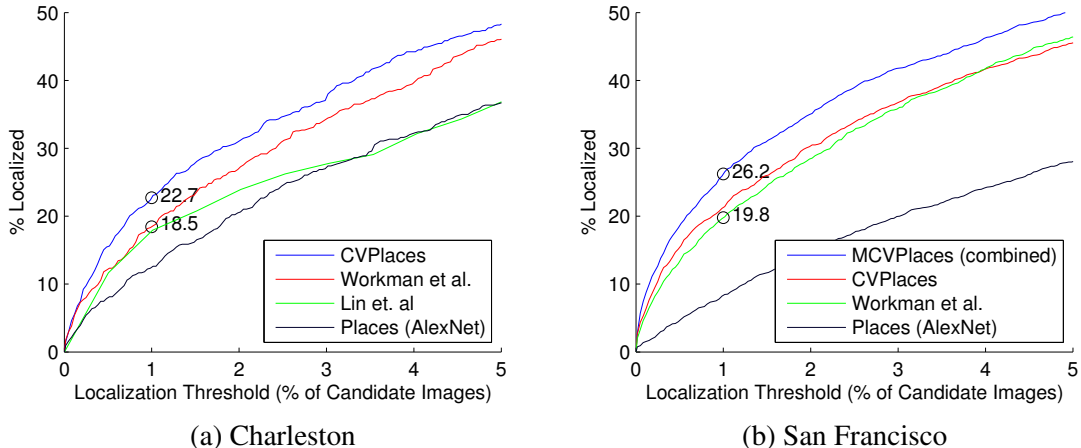 50
40
30
20
10
0
% Localized
22.7
18.5
CVPlaces
Workman et al.
Lin et. al
Places (AlexNet)
0 1 2 3 4 5
Localization Threshold (% of Candidate Images)
(a) Charleston
50
40
30
20
10
0
% Localized
26.2
19.8
MCVPlaces (combined)
CVPlaces
Workman et al.
Places (AlexNet)
0 1 2 3 4 5
Localization Threshold (% of Candidate Images)
(b) San Francisco